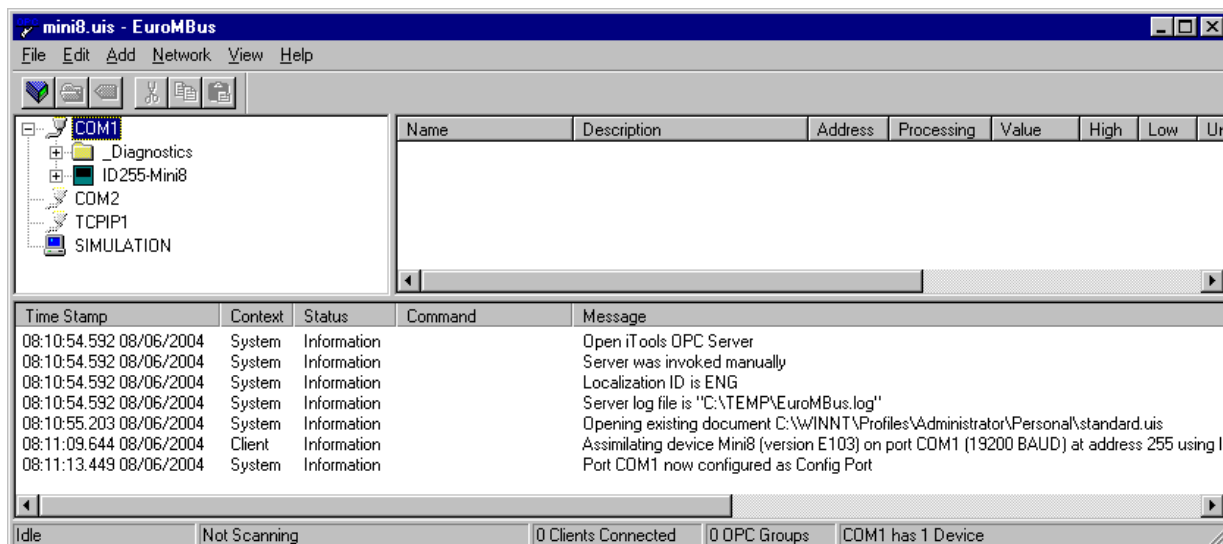 OPC mini8.uis - EuroMBus
File Edit Add Network View Help
COM1
_Diagnostics
ID255-Mini8
COM2
TCPIP1
SIMULATION
Name Description Address Processing Value High Low Ur
Time Stamp Context Status Command Message
08:10:54.592 08/06/2004 System Information Open iTools OPC Server
08:10:54.592 08/06/2004 System Information Server was invoked manually
08:10:54.592 08/06/2004 System Information Localization ID is ENG
08:10:54.592 08/06/2004 System Information Server log file is "C:\TEMP\EuroMBus.log"
08:10:55.203 08/06/2004 System Information Opening existing document C:\WINNT\Profiles\Administrator\Personal\standard.uis
08:11:09.644 08/06/2004 Client Information Assimilating device Mini8 (version E103) on port COM1 (19200 BAUD) at address 255 using I
08:11:13.449 08/06/2004 System Information Port COM1 now configured as Config Port
Idle Not Scanning 0 Clients Connected 0 OPC Groups COM1 has 1 Device